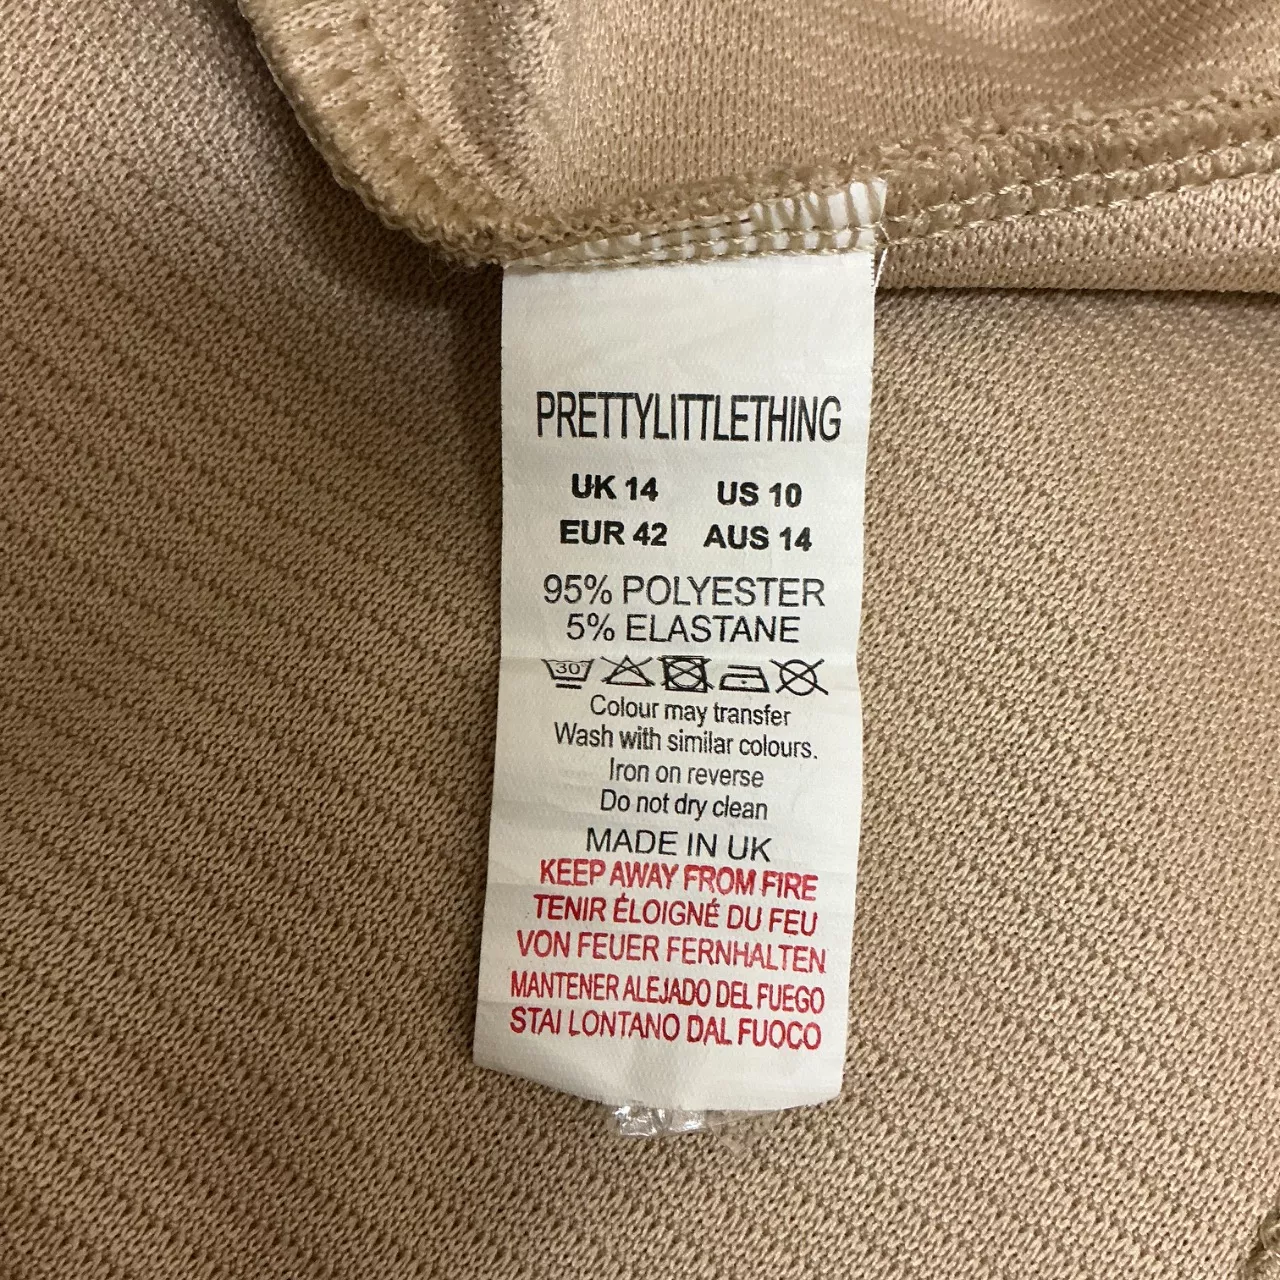 PRETTYLITTLETHING
UK 14 US 10
EUR 42 AUS 14
95% POLYESTER
5% ELASTANE
30
Colour may transfer
Wash with similar colours.
Iron on reverse
Do not dry clean
MADE IN UK
KEEP AWAY FROM FIRE
TENIR ÉLOIGNÉ DU FEU
VON FEUER FERNHALTEN
MANTENER ALEJADO DEL FUEGO
STAI LONTANO DAL FUOCO